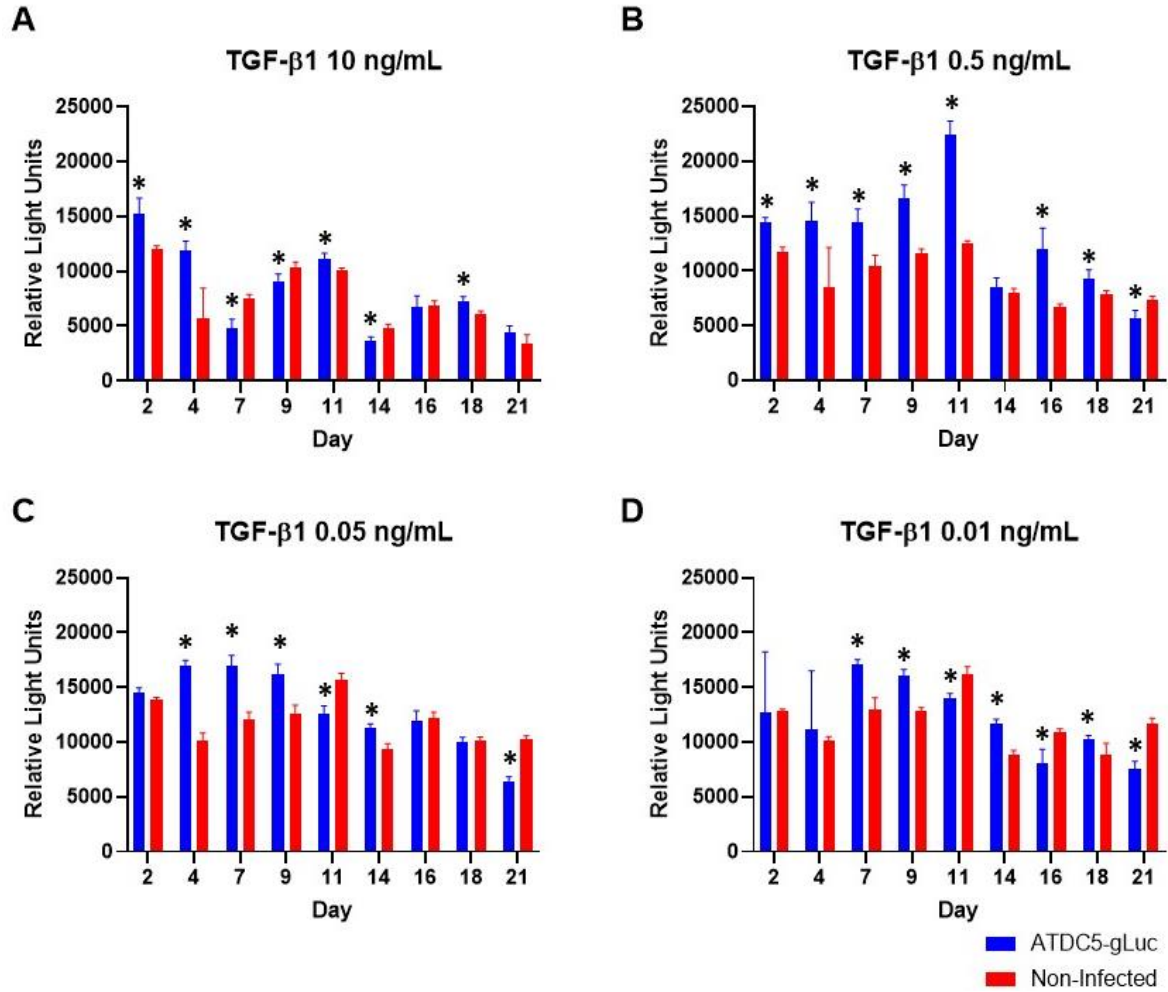 A
TGF-β1 10 ng/mL
Relative Light Units
25000
20000
15000
10000
5000
0
* * * * * * *
2 4 7 9 11 14 16 18 21
Day
B
TGF-β1 0.5 ng/mL
Relative Light Units
25000
20000
15000
10000
5000
0
* * * * * * * *
2 4 7 9 11 14 16 18 21
Day
C
TGF-β1 0.05 ng/mL
Relative Light Units
25000
20000
15000
10000
5000
0
* * * * * *
2 4 7 9 11 14 16 18 21
Day
D
TGF-β1 0.01 ng/mL
Relative Light Units
25000
20000
15000
10000
5000
0
* * * * * * *
2 4 7 9 11 14 16 18 21
Day
ATDC5-gLuc
Non-Infected